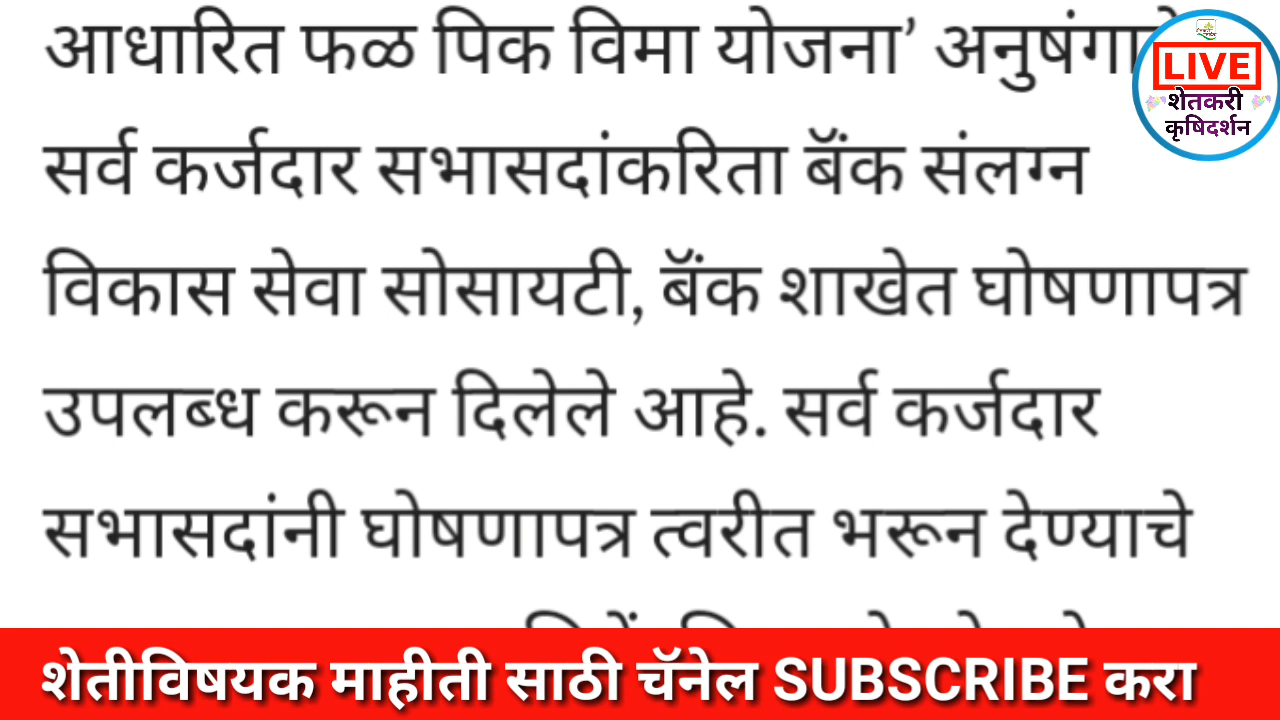 आधारित फळ पिक विमा योजना’
सर्व कर्जदार सभासदांकरिता बॅंक संलग्न
विकास सेवा सोसायटी, बॅंक शाखेत घोषणापत्र
उपलब्ध करून दिलेले आहे. सर्व कर्जदार
सभासदांनी घोषणापत्र त्वरीत भरून देण्याचे
LIVE
शेतकरी
कृषिदर्शन
शेतीविषयक माहीती साठी चॅनेल SUBSCRIBE करा